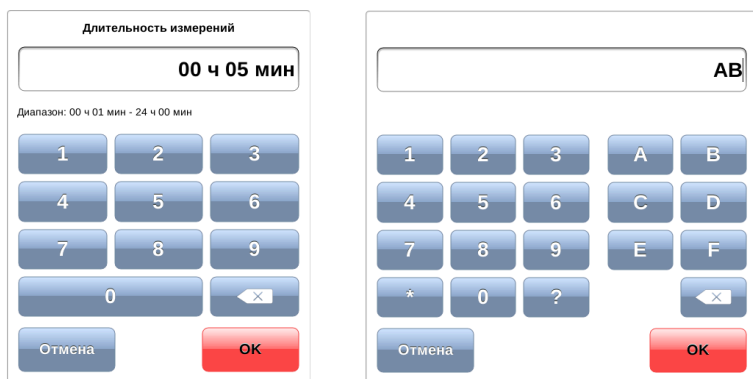 Длительность измерений
00 ч 05 мин
Диапазон: 00 ч 01 мин - 24 ч 00 мин
1 2 3
4 5 6
7 8 9
0
Отмена OK
AB
1 2 3 A B
4 5 6 C D
7 8 9 E F
* 0 ?
Отмена OK